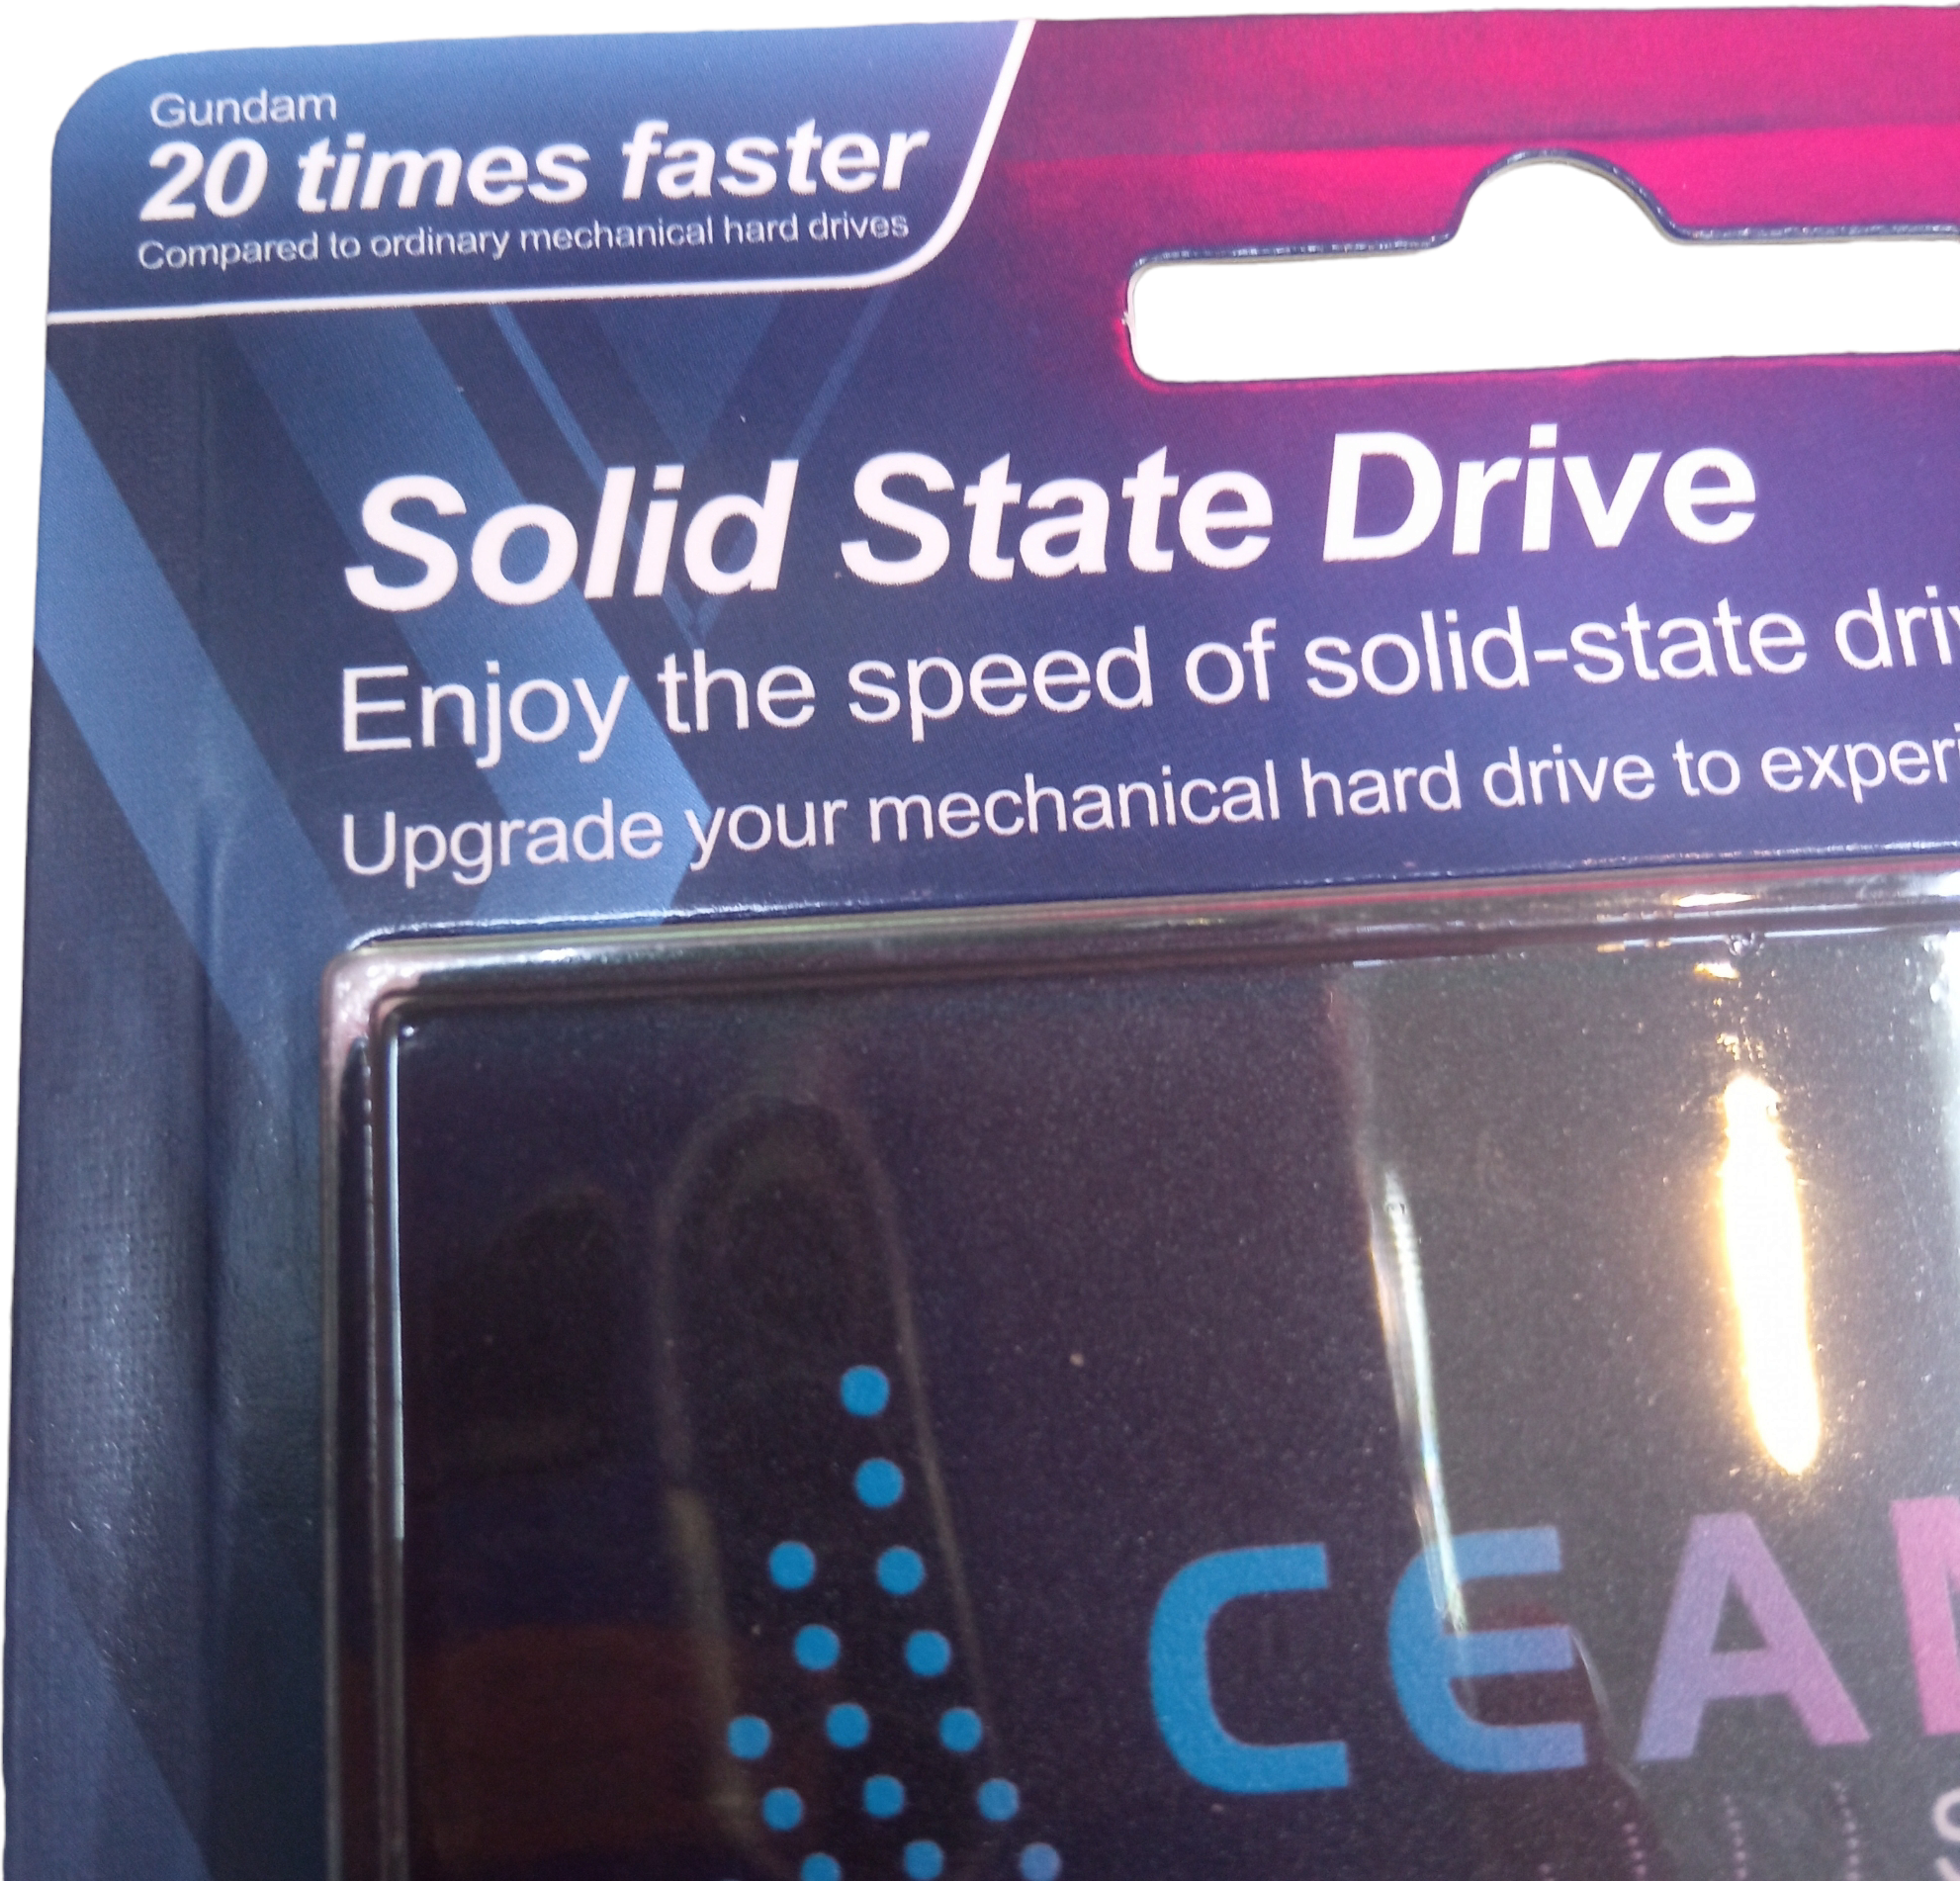 Gundam
20 times faster
Compared to ordinary mechanical hard drives
Solid State Drive
Enjoy the speed of solid-state
Upgrade your mechanical hard drive to